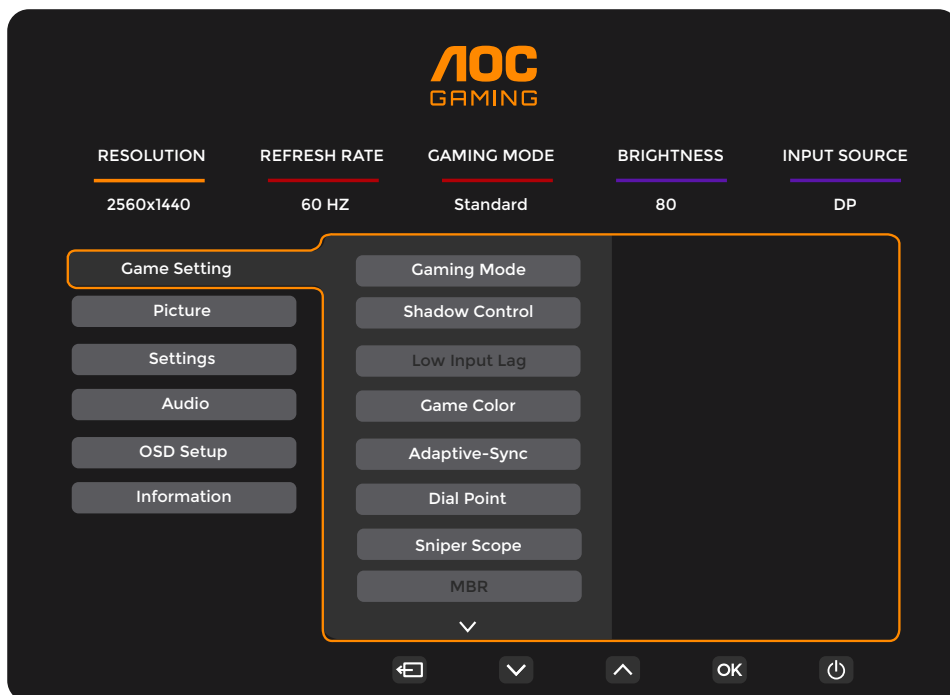 AOC
GAMING
RESOLUTION REFRESH RATE GAMING MODE BRIGHTNESS INPUT SOURCE
2560x1440 60 HZ Standard 80 DP
Game Setting
Picture
Settings
Audio
OSD Setup
Information
Gaming Mode
Shadow Control
Low Input Lag
Game Color
Adaptive-Sync
Dial Point
Sniper Scope
MBR
OK